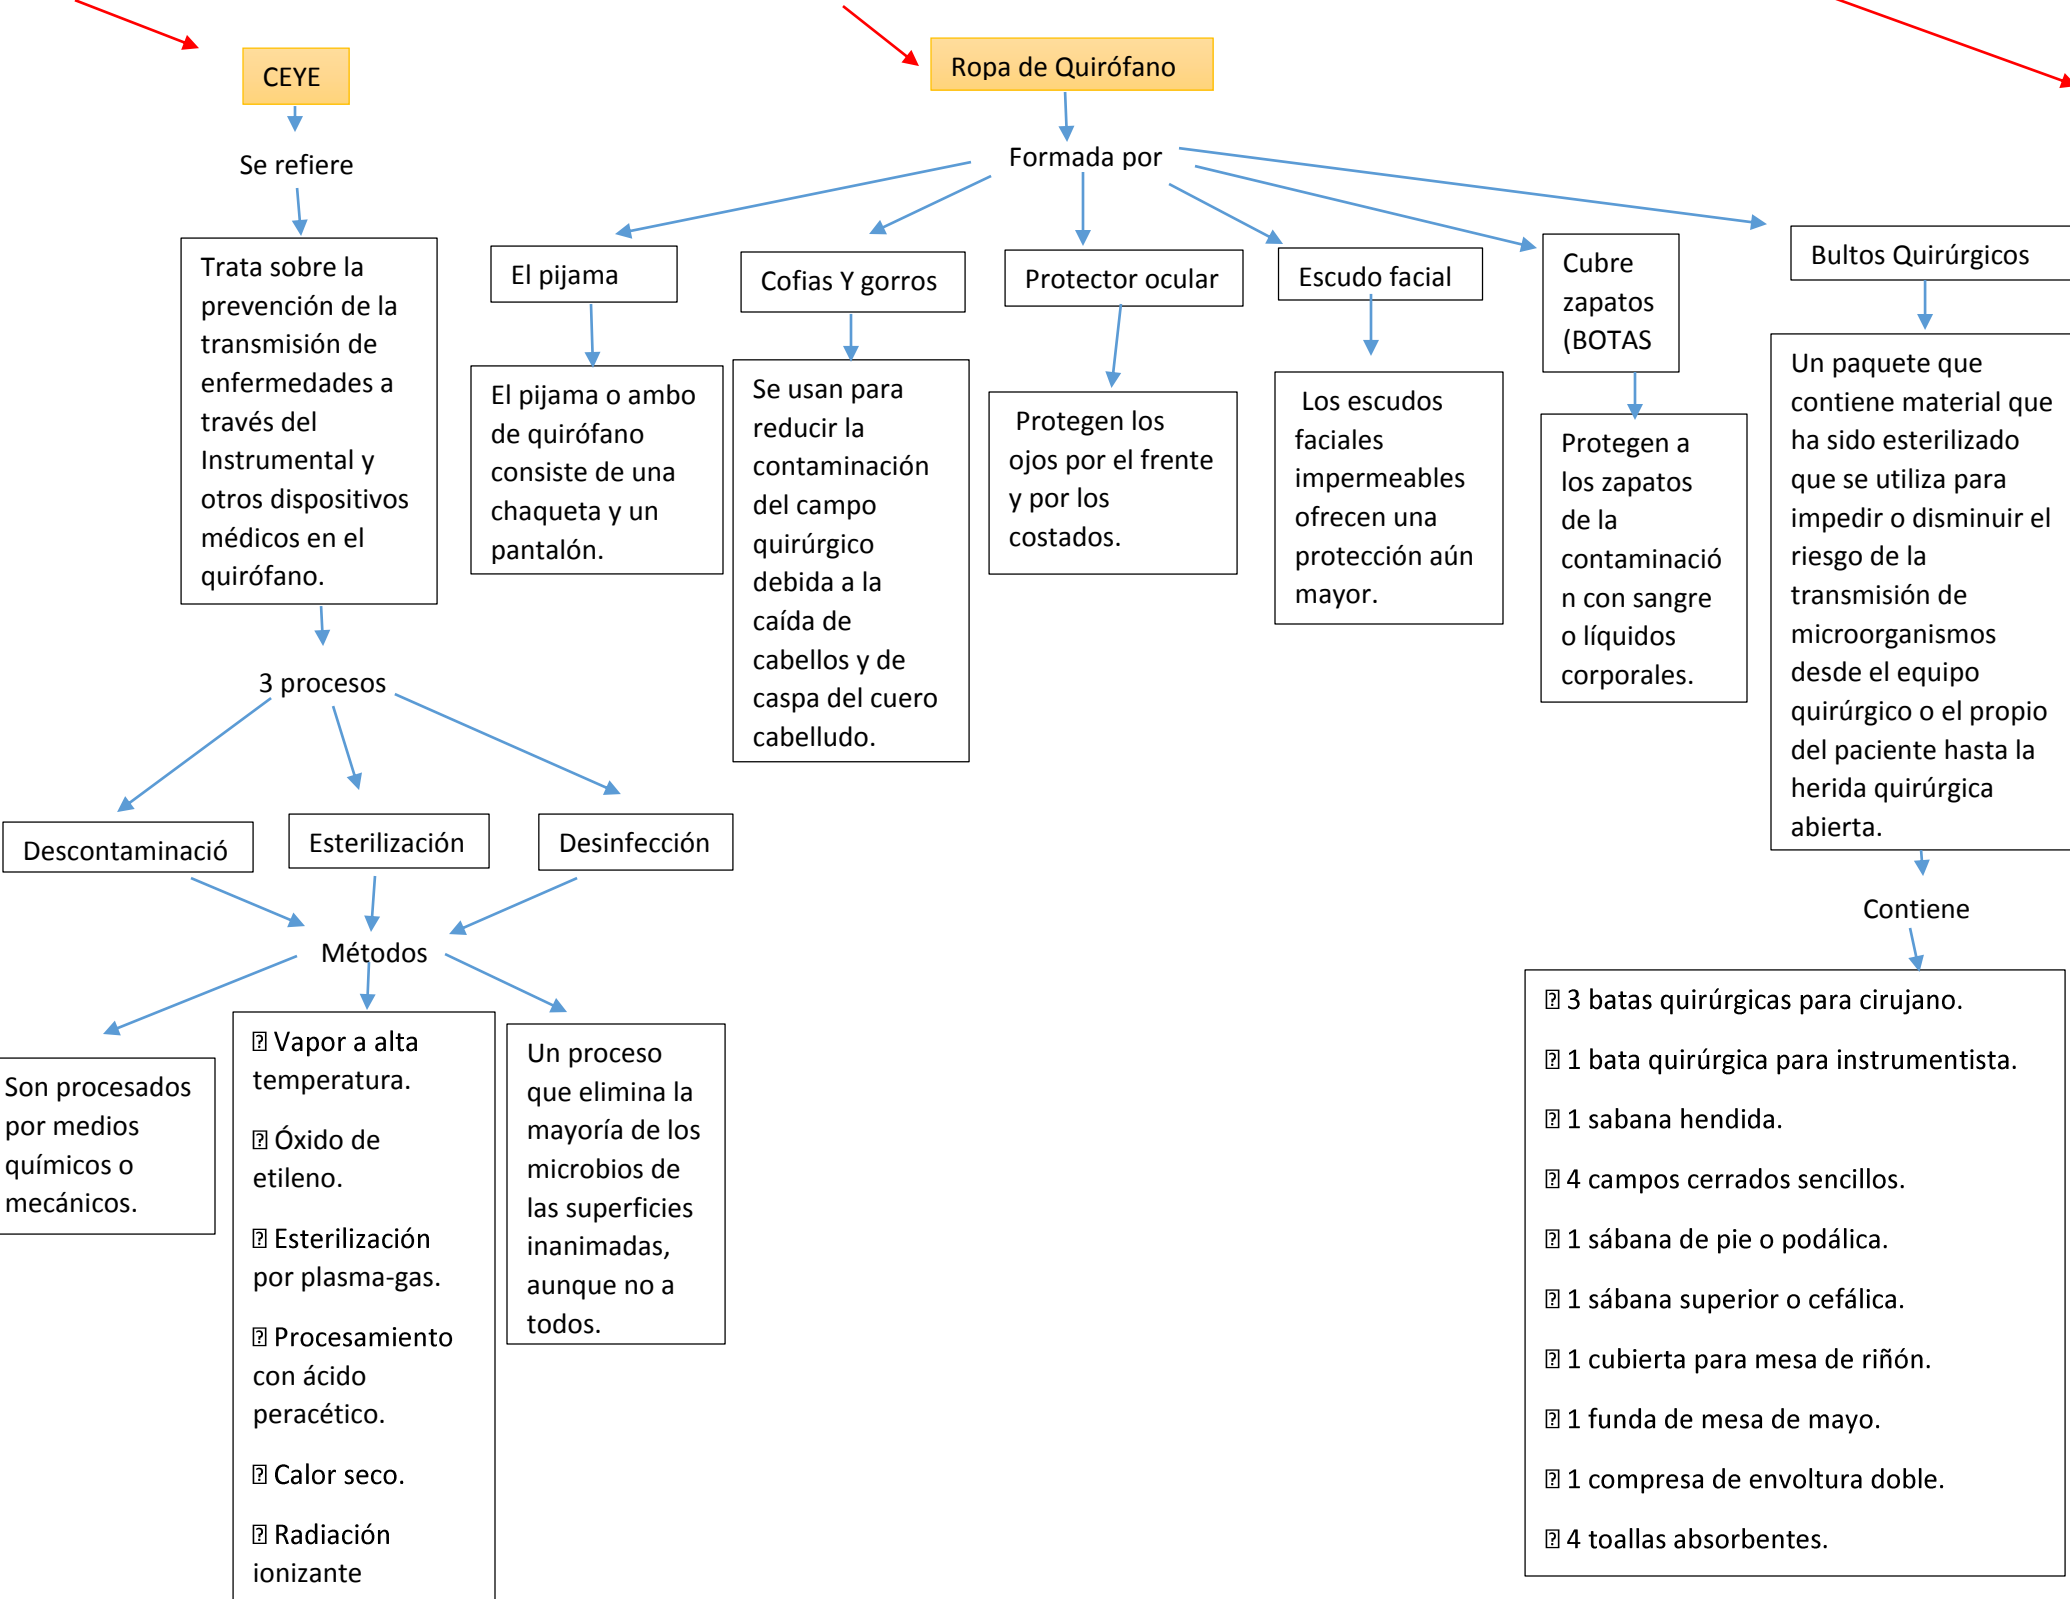 CEYE
Se refiere
Trata sobre la
prevención de la
transmisión de
enfermedades a
través del
Instrumental y
otros dispositivos
médicos en el
quirófano.
3 procesos
Descontaminació
Esterilización
Desinfección
Métodos
Son procesados
por medios
químicos o
mecánicos.
Vapor a alta
temperatura.
Óxido de
etileno.
Esterilización
por plasma-gas.
Procesamiento
con ácido
peracético.
Calor seco.
Radiación
ionizante
Un proceso
que elimina la
mayoría de los
microbios de
las superficies
inanimadas,
aunque no a
todos.
Ropa de Quirófano
Formada por
El pijama
El pijama o ambo
de quirófano
consiste de una
chaqueta y un
pantalón.
Cofias Y gorros
Se usan para
reducir la
contaminación
del campo
quirúrgico
debida a la
caída de
cabellos y de
caspa del cuero
cabelludo.
Protector ocular
Protegen los
ojos por el frente
y por los
costados.
Escudo facial
Los escudos
faciales
impermeables
ofrecen una
protección aún
mayor.
Cubre
zapatos
(BOTAS
Protegen a
los zapatos
de la
contaminació
n con sangre
o líquidos
corporales.
Bultos Quirúrgicos
Un paquete que
contiene material que
ha sido esterilizado
que se utiliza para
impedir o disminuir el
riesgo de la
transmisión de
microorganismos
desde el equipo
quirúrgico o el propio
del paciente hasta la
herida quirúrgica
abierta.
Contiene
3 batas quirúrgicas para cirujano.
1 bata quirúrgica para instrumentista.
1 sabana hendida.
4 campos cerrados sencillos.
1 sábana de pie o podálica.
1 sábana superior o cefálica.
1 cubierta para mesa de riñón.
1 funda de mesa de mayo.
1 compresa de envoltura doble.
4 toallas absorbentes.